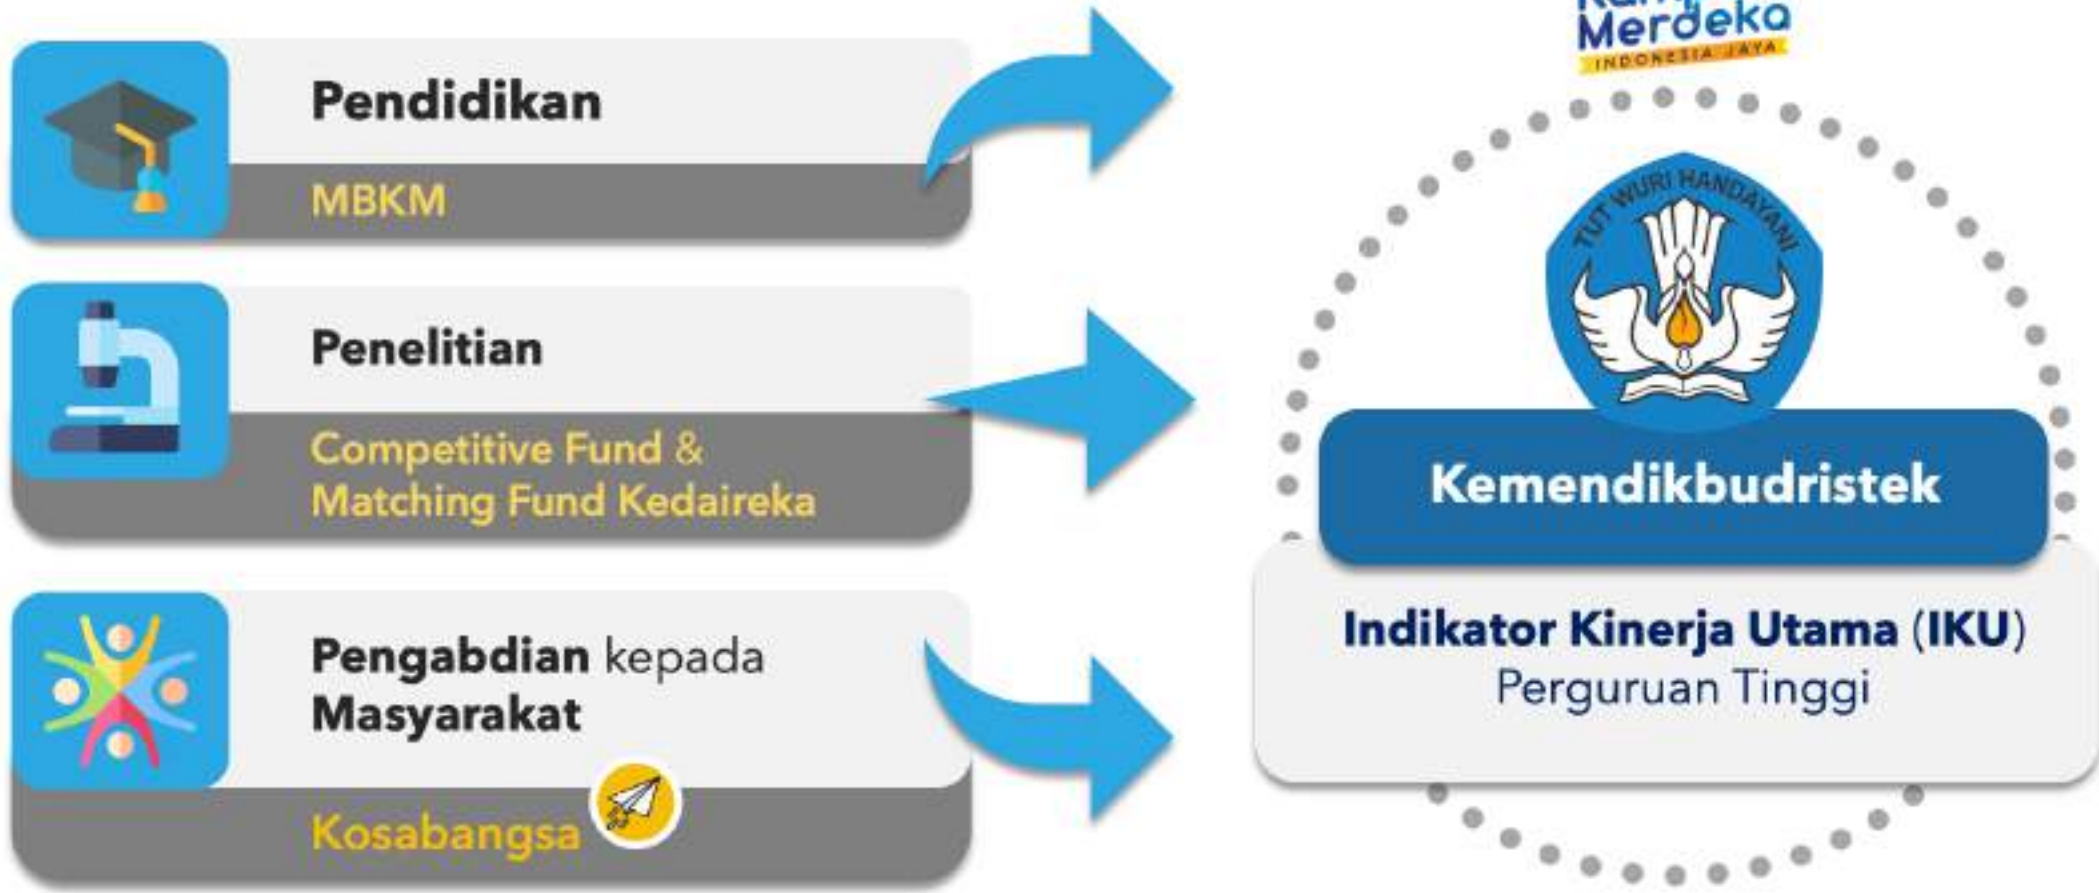 Pendidikan
MBKM
Penelitian
Competitive Fund &
Matching Fund Kedaireka
Pengabdian kepada
Masyarakat
Kosabangsa
Merdeka
INDONESIA JAYA
TUT WURI HANDAYANI
Kemendikbudristek
Indikator Kinerja Utama (IKU)
Perguruan Tinggi